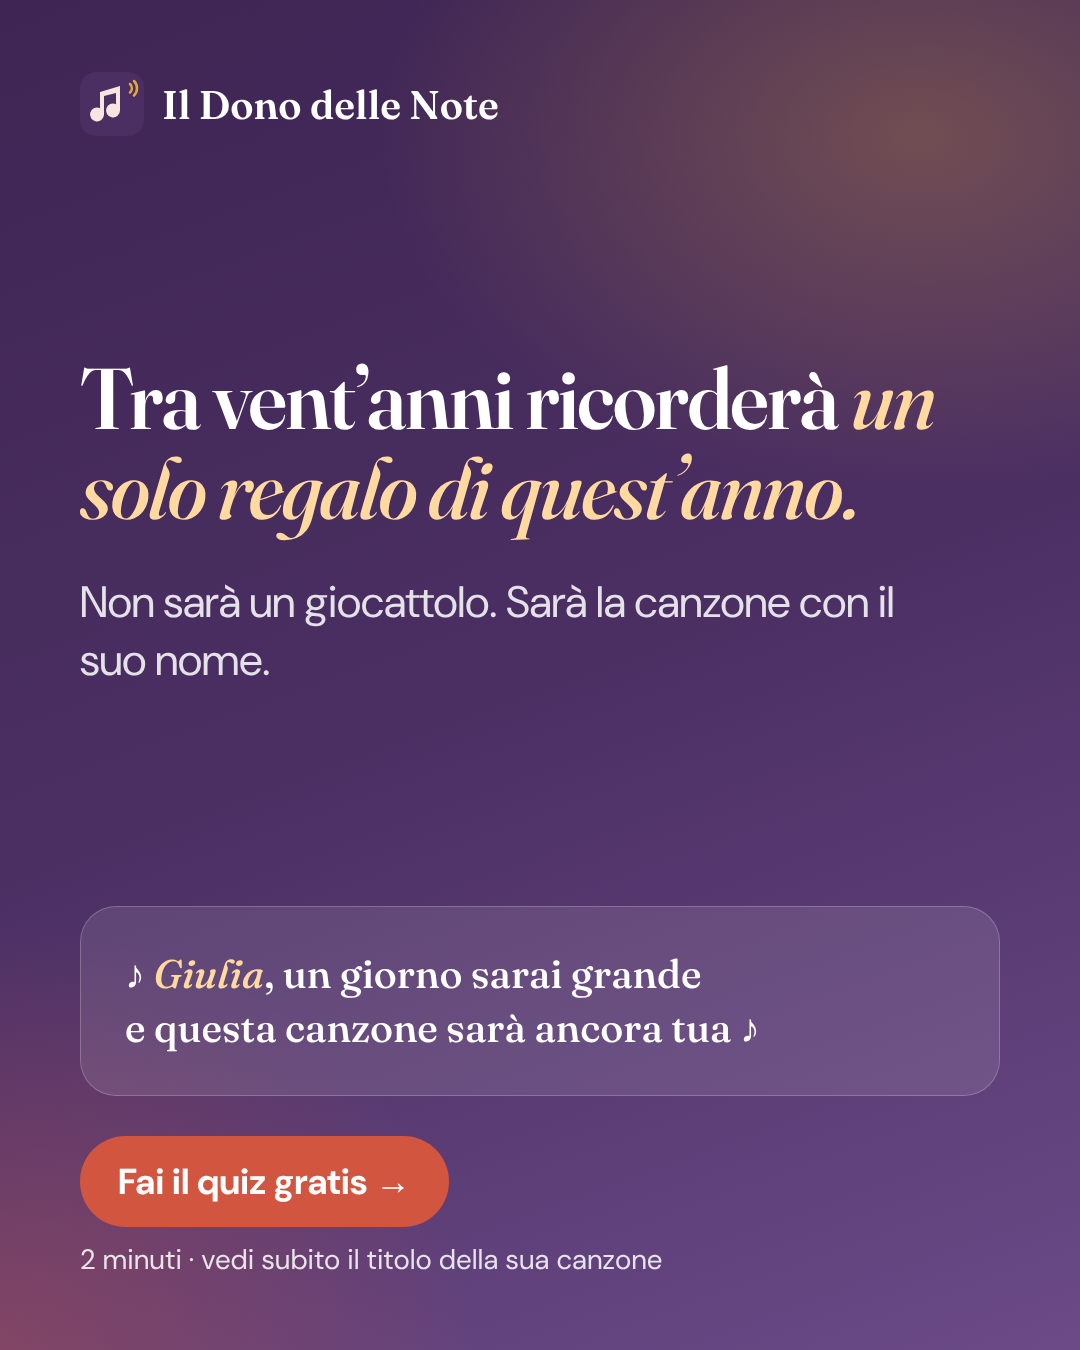 Il Dono delle Note
Tra vent’anni ricorderà un
solo regalo di quest’anno.
Non sarà un giocattolo. Sarà la canzone con il
suo nome.
♪ Giulia, un giorno sarai grande
e questa canzone sarà ancora tua ♪
Fai il quiz gratis →
2 minuti · vedi subito il titolo della sua canzone